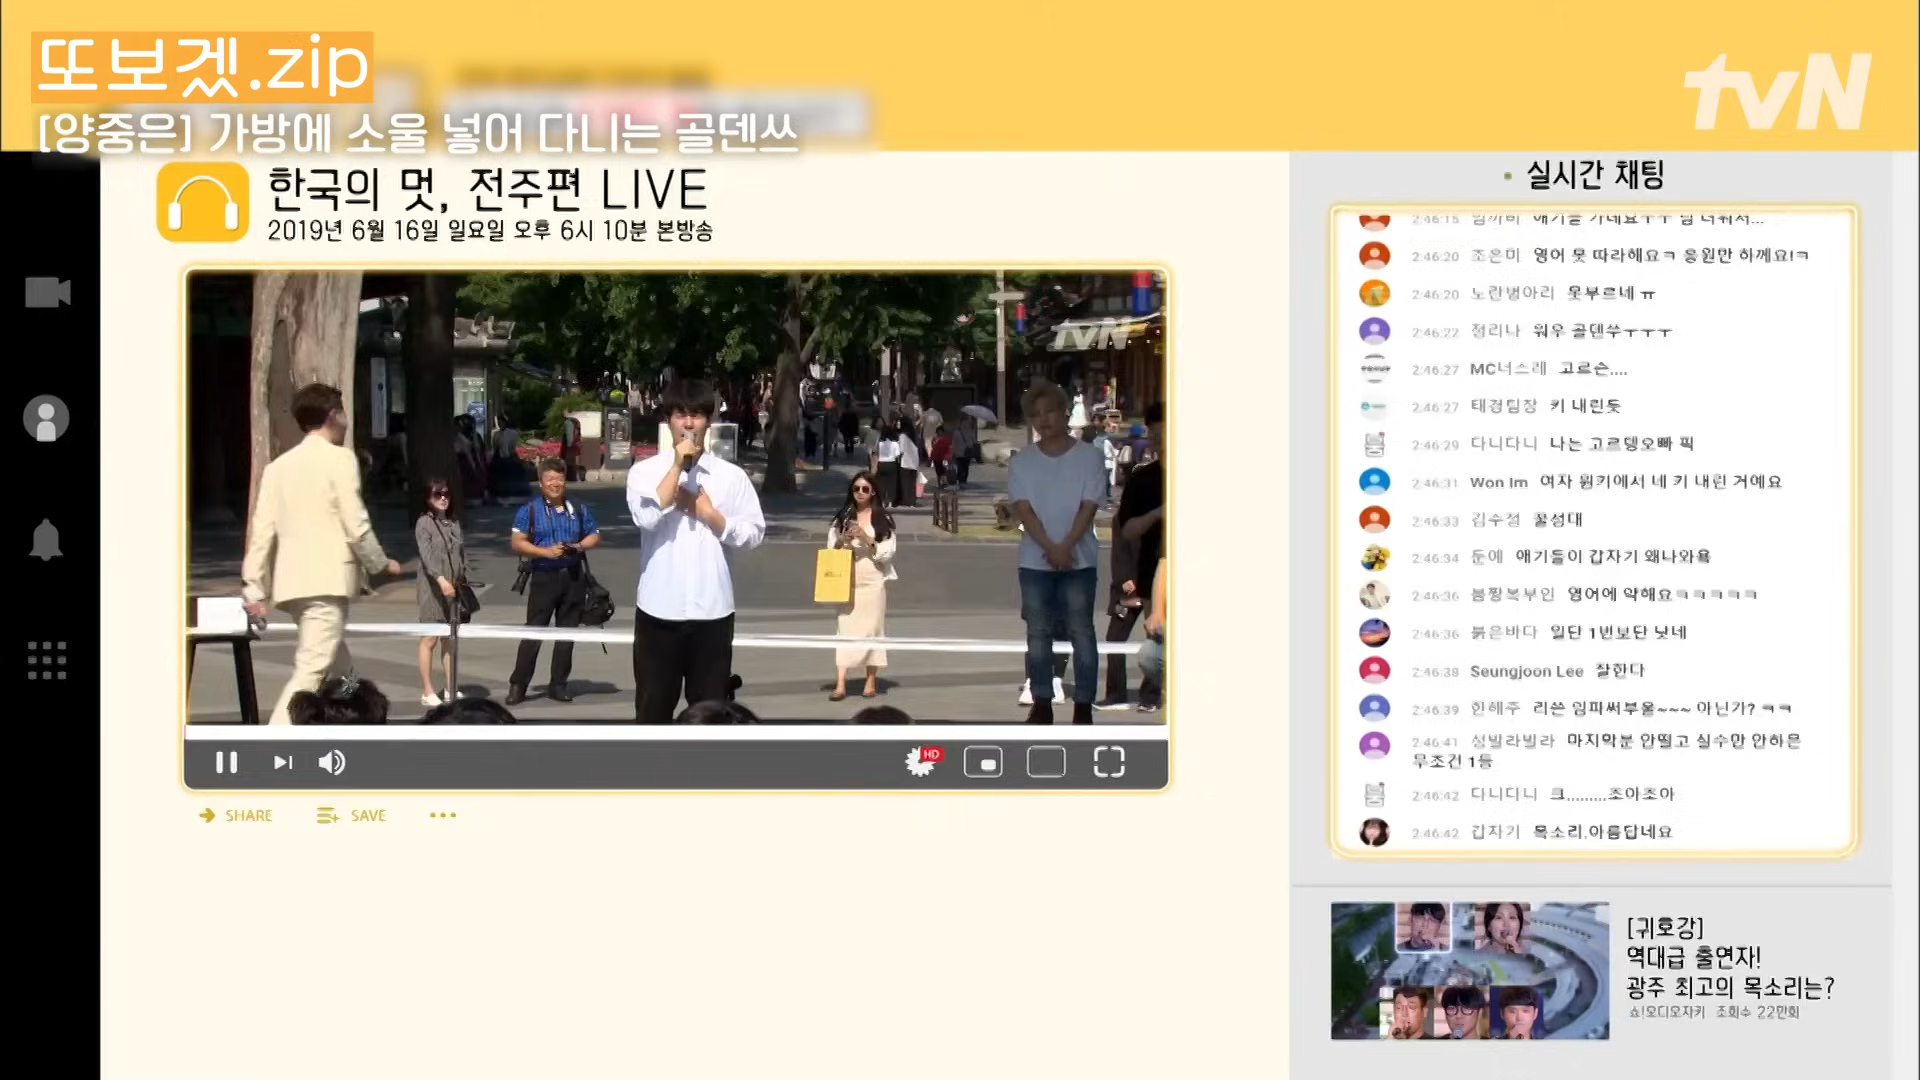 또보겠.zip
[양중은] 가방에 소울 넣어 다니는 골덴쓰
tvN
한국의 멋, 전주편 LIVE
2019년 6월 16일 일요일 오후 6시 10분 본방송
tvN
HD
SHARE SAVE
실시간 채팅
2:46:15
2:46:20 조은미 영어 못 따라해요ㅋ 응원만 하께요!ㅋ
2:46:20 노란병아리 못부르네 ㅠ
2:46:22 정리나 워우 골덴쑤ㅜㅜㅜ
2:46:27 MC너스레 고르슨....
2:46:27 태경팀장 키 내린듯
2:46:29 다니다니 나는 고르뎅오빠 픽
2:46:31 Won Im 여자 원키에서 네 키 내린 거예요
2:46:33 김수정 꿀성대
2:46:34 둔예 얘기들이 갑자기 왜나와욬
2:46:36 봄짱복부인 영어에 약해요ㅋㅋㅋㅋㅋ
2:46:36 붉은바다 일단 1번보단 낫네
2:46:38 Seungjoon Lee 잘한다
2:46:39 한혜주 리쓴 임파써부울~~~ 아닌가? ㅋㅋ
2:46:41 성빌라빌라 마지막분 안떨고 실수만 안하믄
무조건 1등
2:46:42 다니다니 크.........조아조아
2:46:42 갑자기 목소리.아름답네요
[귀호강]
역대급 출연자!
광주 최고의 목소리는?
쇼!오디오자키 조회수 22만회